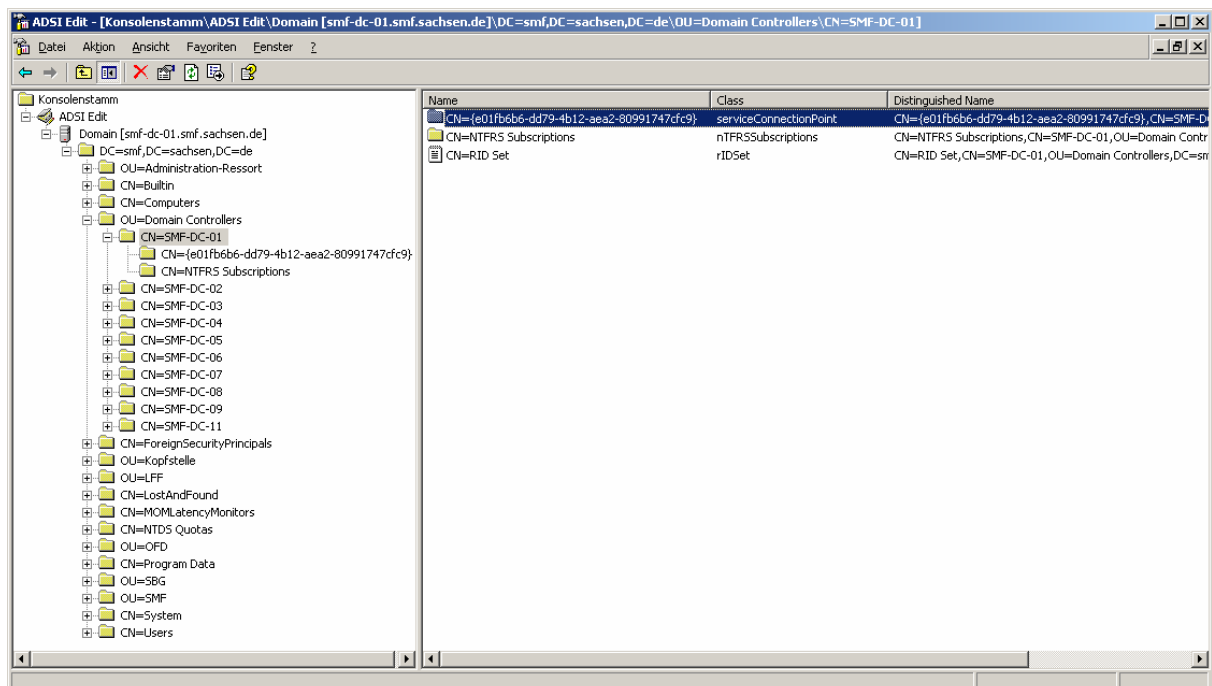 ADSI Edit - [Konsolenstamm\ADSI Edit\Domain [smf-dc-01.smf.sachsen.de]\DC=smf,DC=sachsen,DC=de\OU=Domain Controllers\CN=SMF-DC-01]
Datei Aktion Ansicht Favoriten Fenster ?
Konsolenstamm
ADSI Edit
Domain [smf-dc-01.smf.sachsen.de]
DC=smf,DC=sachsen,DC=de
OU=Administration-Ressort
CN=Builtin
CN=Computers
OU=Domain Controllers
CN=SMF-DC-01
CN={e01fb6b6-dd79-4b12-aea2-80991747cfc9}
CN=NTFRS Subscriptions
CN=SMF-DC-02
CN=SMF-DC-03
CN=SMF-DC-04
CN=SMF-DC-05
CN=SMF-DC-06
CN=SMF-DC-07
CN=SMF-DC-08
CN=SMF-DC-09
CN=SMF-DC-11
CN=ForeignSecurityPrincipals
OU=Kopfstelle
OU=LFF
CN=LostAndFound
CN=MOMLatencyMonitors
CN=NTDS Quotas
OU=OFD
CN=Program Data
OU=SBG
OU=SMF
CN=System
CN=Users
Name Class Distinguished Name
CN={e01fb6b6-dd79-4b12-aea2-80991747cfc9} serviceConnectionPoint CN={e01fb6b6-dd79-4b12-aea2-80991747cfc9},CN=SMF-D
CN=NTFRS Subscriptions nTFRSSubscriptions CN=NTFRS Subscriptions,CN=SMF-DC-01,OU=Domain Contr
CN=RID Set rIDSet CN=RID Set,CN=SMF-DC-01,OU=Domain Controllers,DC=sm